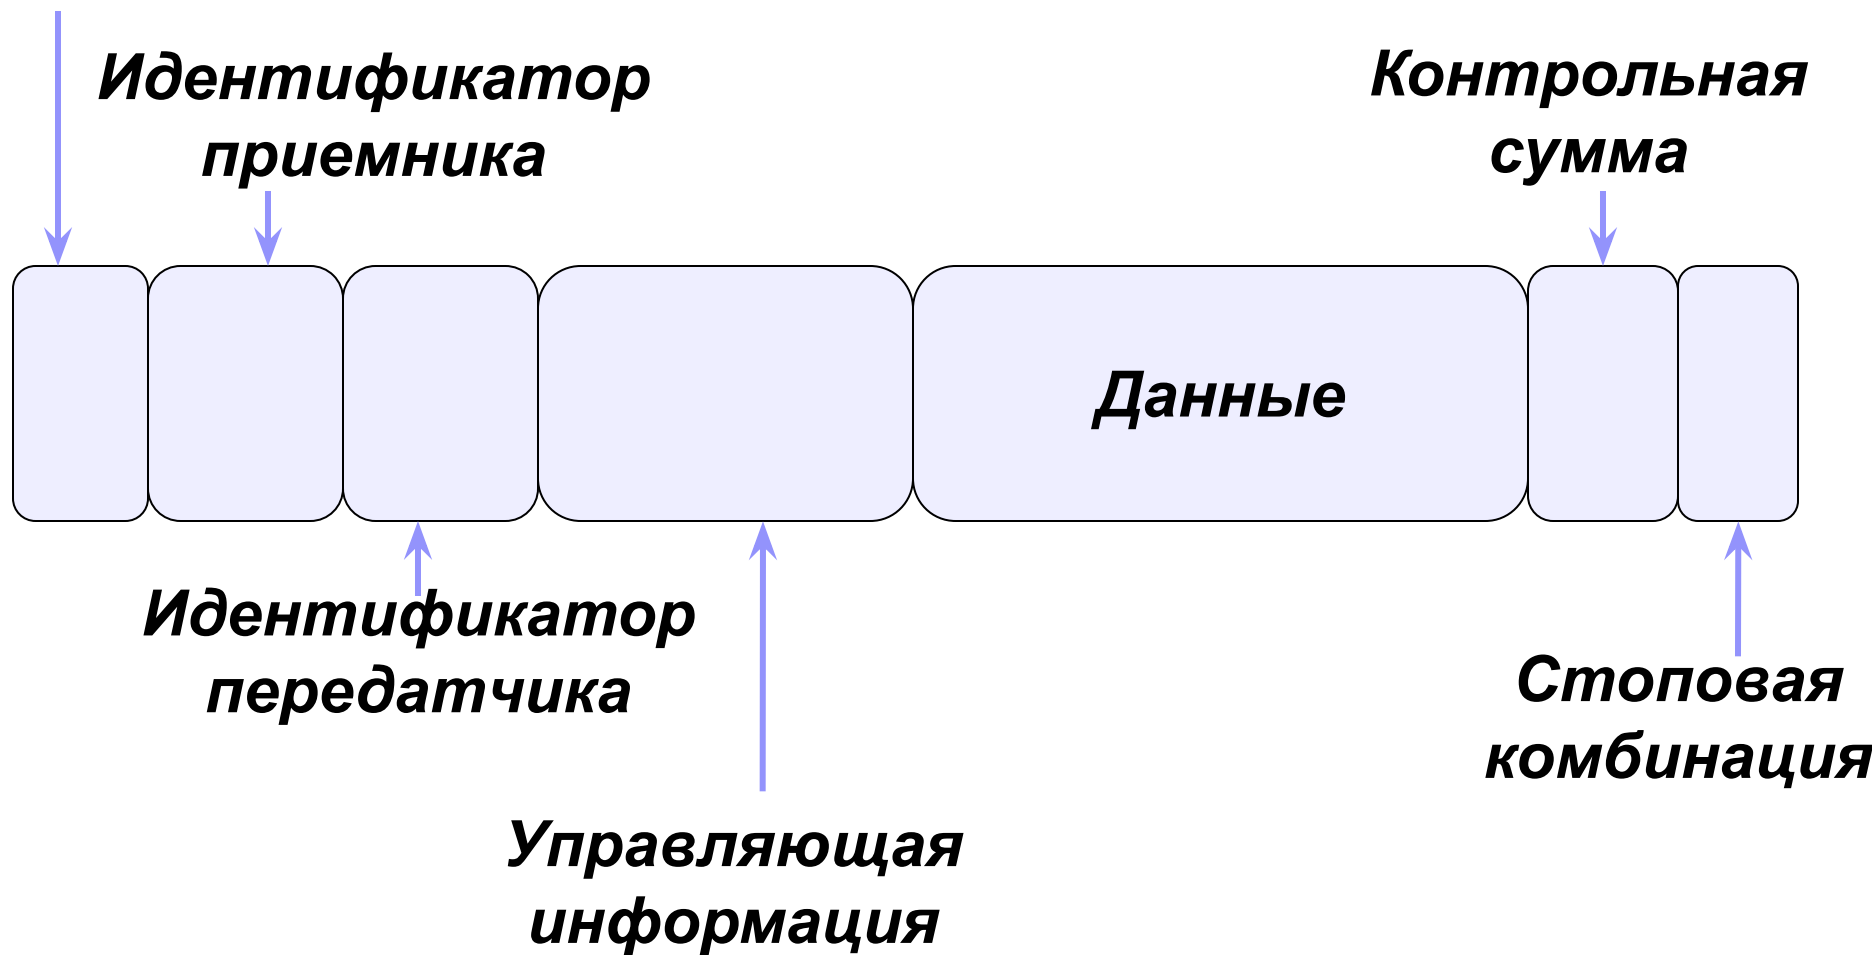 Идентификатор
приемника
Контрольная
сумма
Данные
Идентификатор
передатчика
Стоповая
комбинация
Управляющая
информация